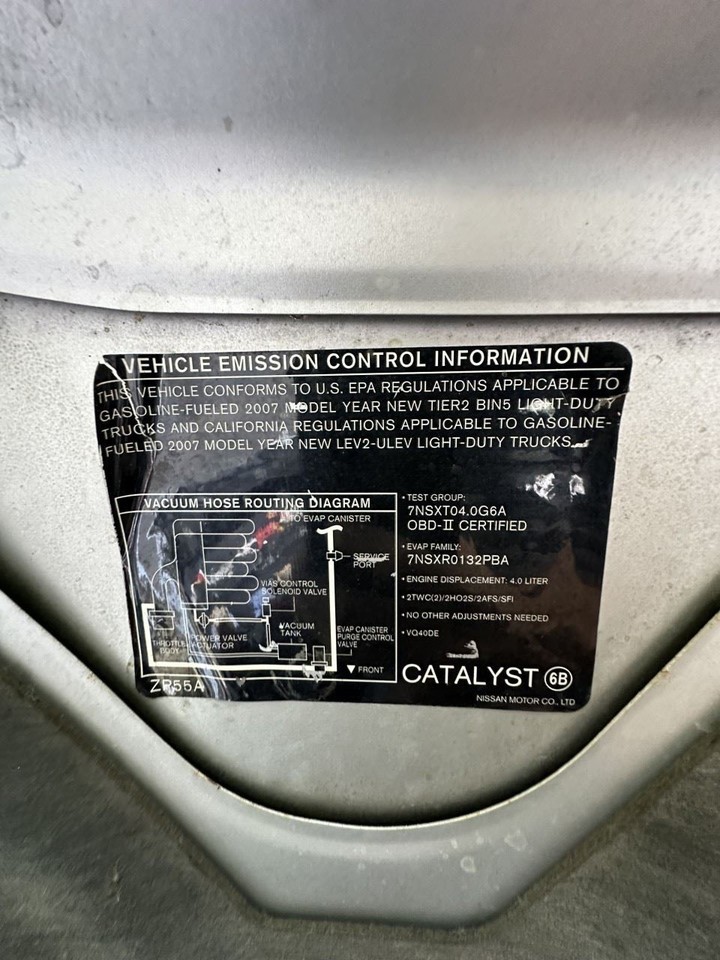 VEHICLE EMISSION CONTROL INFORMATION
THIS VEHICLE CONFORMS TO U.S. EPA REGULATIONS APPLICABLE TO
GASOLINE-FUELED 2007 MODEL YEAR NEW TIER2 BIN5 LIGHT-DUTY
TRUCKS AND CALIFORNIA REGULATIONS APPLICABLE TO GASOLINE-
FUELED 2007 MODEL YEAR NEW LEV2-ULEV LIGHT-DUTY TRUCKS.
VACUUM HOSE ROUTING DIAGRAM
TO EVAP CANISTER
SERVICE
PORT
VIAS CONTROL
SOLENOID VALVE
THROTTLE
BODY
POWER VALVE
ACTUATOR
VACUUM
TANK
EVAP CANISTER
PURGE CONTROL
VALVE
▼ FRONT
ZP55A
• TEST GROUP:
7NSXT04.0G6A
OBD-II CERTIFIED
• EVAP FAMILY:
7NSXR0132PBA
• ENGINE DISPLACEMENT: 4.0 LITER
• 2TWC(2)/2HO2S/2AFS/SFI
• NO OTHER ADJUSTMENTS NEEDED
• VQ40DE
CATALYST 6B
NISSAN MOTOR CO., LTD